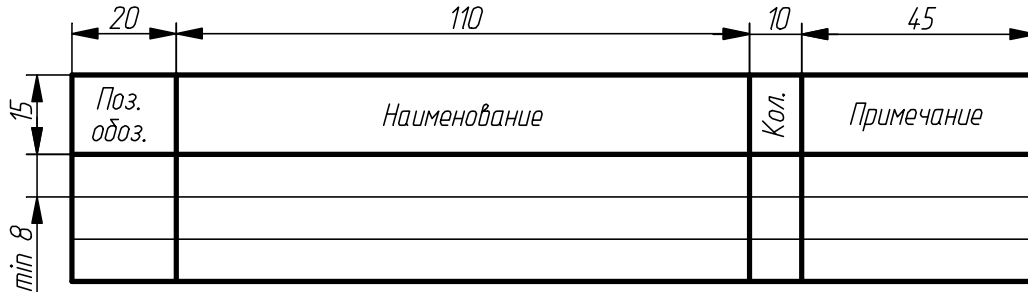 20 110 10 45
15
Поз.
обоз.
Наименование
Кол.
Примечание
min 8